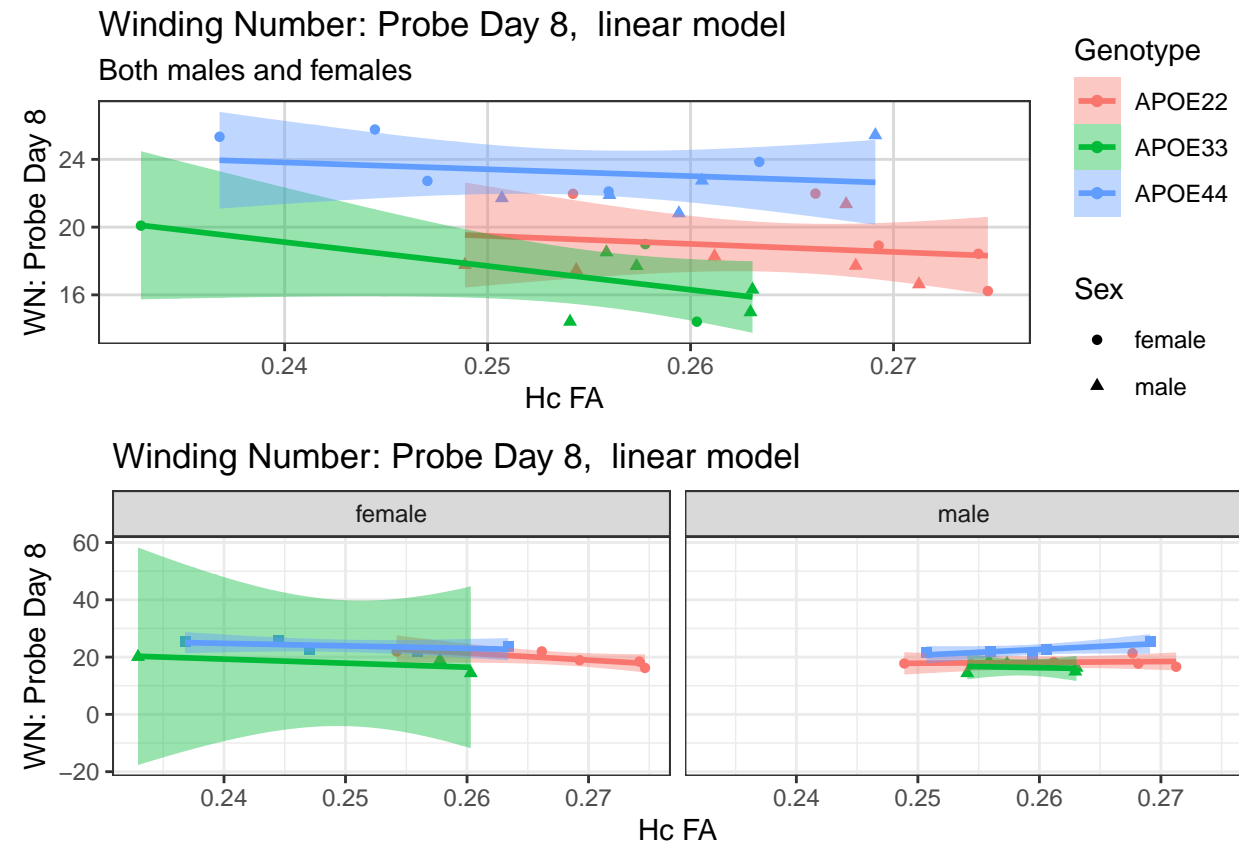 Winding Number: Probe Day 8,  linear model
Both males and females
WN: Probe Day 8
24
20
16
0.24 0.25 0.26 0.27
Hc FA
Genotype
APOE22
APOE33
APOE44
Sex
female
male
Winding Number: Probe Day 8,  linear model
female male
WN: Probe Day 8
60
40
20
0
−20
0.24 0.25 0.26 0.27 0.24 0.25 0.26 0.27
Hc FA